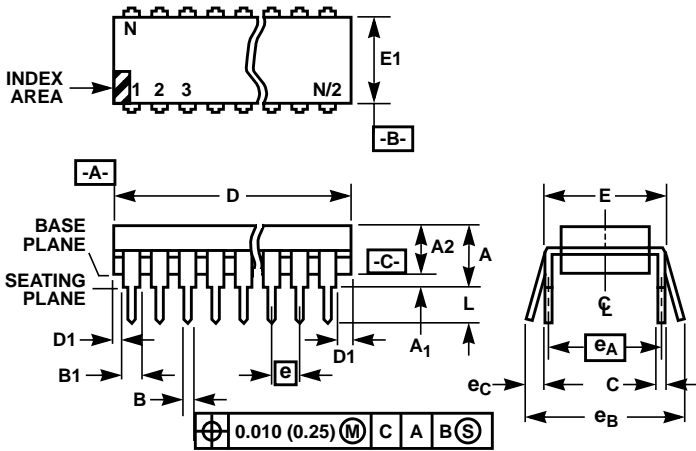 N
INDEX
AREA
1 2 3 N/2
E1
-B-
-A-
D
E
BASE
PLANE
SEATING
PLANE
A2
A
-C-
L
A1
D1
D1
B1
B
e
℄
eA
eC
C
eB
⌖ 0.010 (0.25) Ⓜ C A B Ⓢ